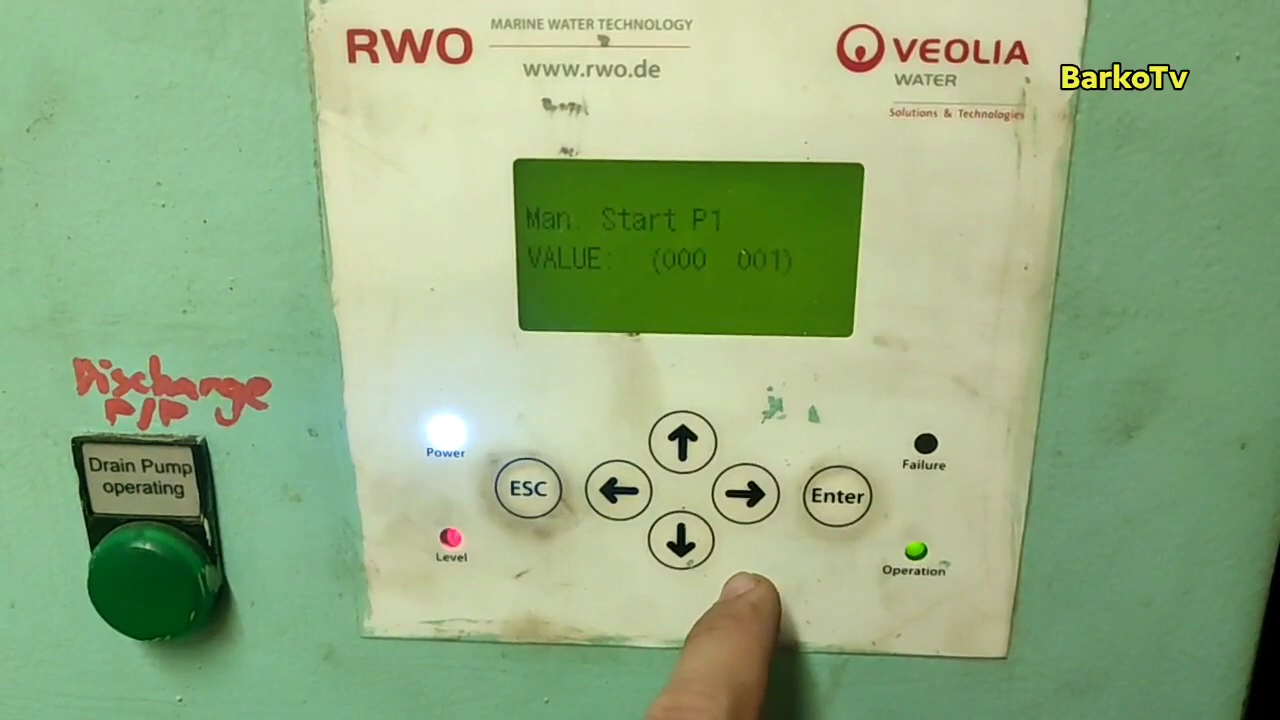 RWO
MARINE WATER TECHNOLOGY
www.rwo.de
VEOLIA
WATER
Solutions & Technologies
BarkoTv
Man. Start P1
VALUE: (000 001)
Discharge
P/P
Drain Pump
operating
Power
Level
ESC
Enter
Failure
Operation